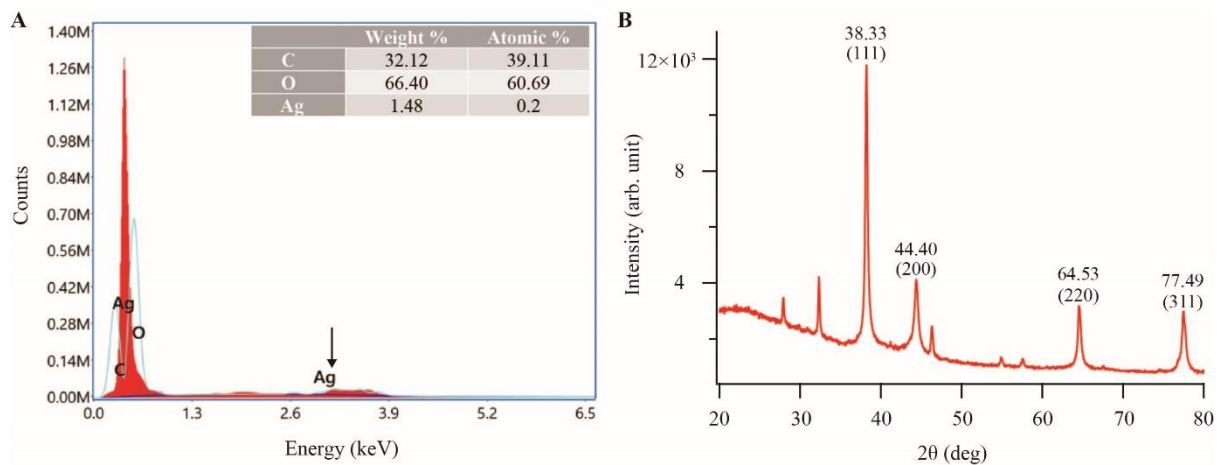 A
Weight % Atomic %
C 32.12 39.11
O 66.40 60.69
Ag 1.48 0.2
1.40M
1.26M
1.12M
0.98M
0.84M
0.70M
0.56M
0.42M
0.28M
0.14M
0.00M
Counts
Ag
O
C
Ag
0.0 1.3 2.6 3.9 5.2 6.5
Energy (keV)
B
38.33
(111)
44.40
(200)
64.53
(220)
77.49
(311)
12×10³
8
4
Intensity (arb. unit)
20 30 40 50 60 70 80
2θ (deg)